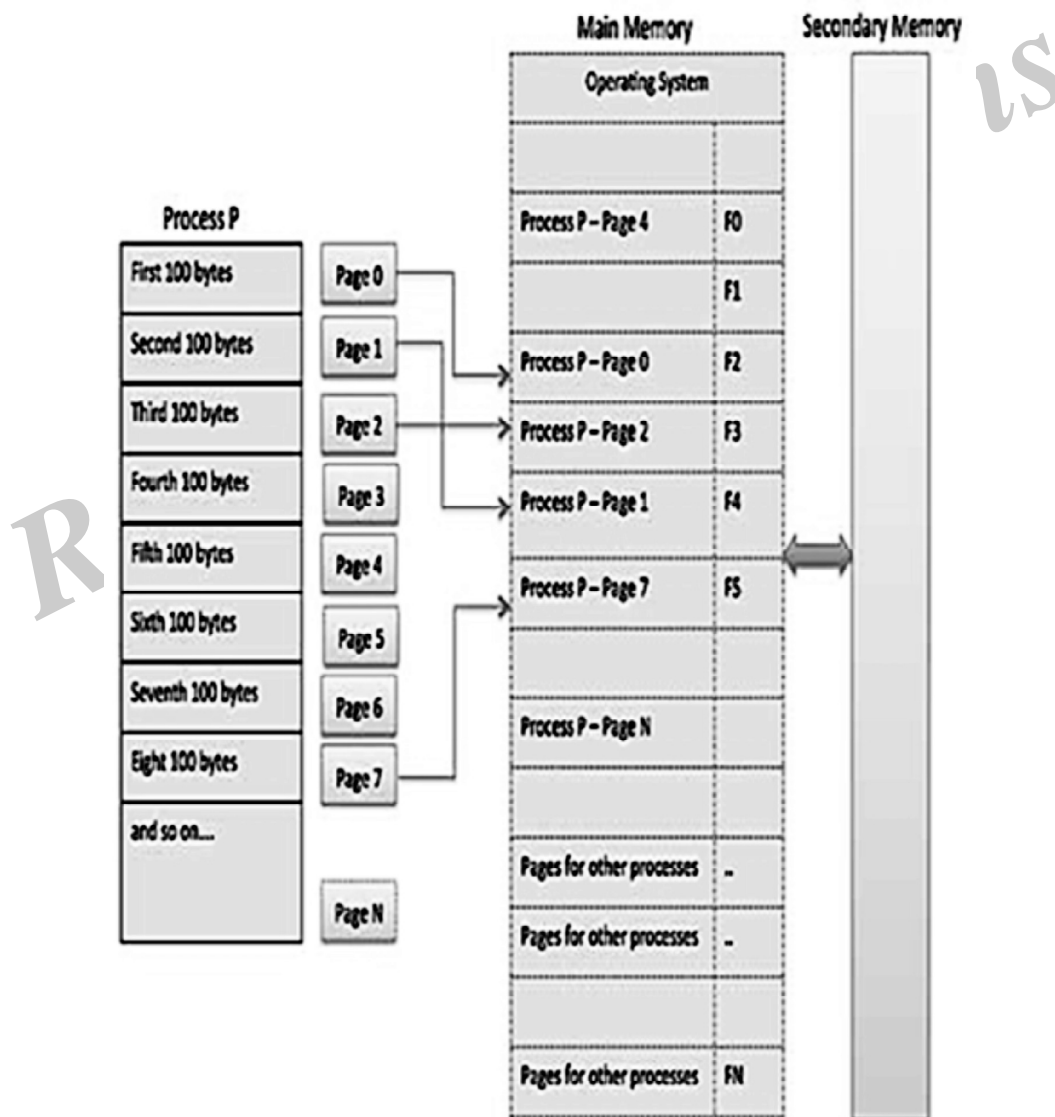 Main Memory
Secondary Memory
Operating System
Process P
First 100 bytes
Second 100 bytes
Third 100 bytes
Fourth 100 bytes
Fifth 100 bytes
Sixth 100 bytes
Seventh 100 bytes
Eight 100 bytes
and so on....
Page 0
Page 1
Page 2
Page 3
Page 4
Page 5
Page 6
Page 7
Page N
Process P – Page 4 F0
F1
Process P – Page 0 F2
Process P – Page 2 F3
Process P – Page 1 F4
Process P – Page 7 F5
Process P – Page N
Pages for other processes ..
Pages for other processes ..
Pages for other processes FN
R
is